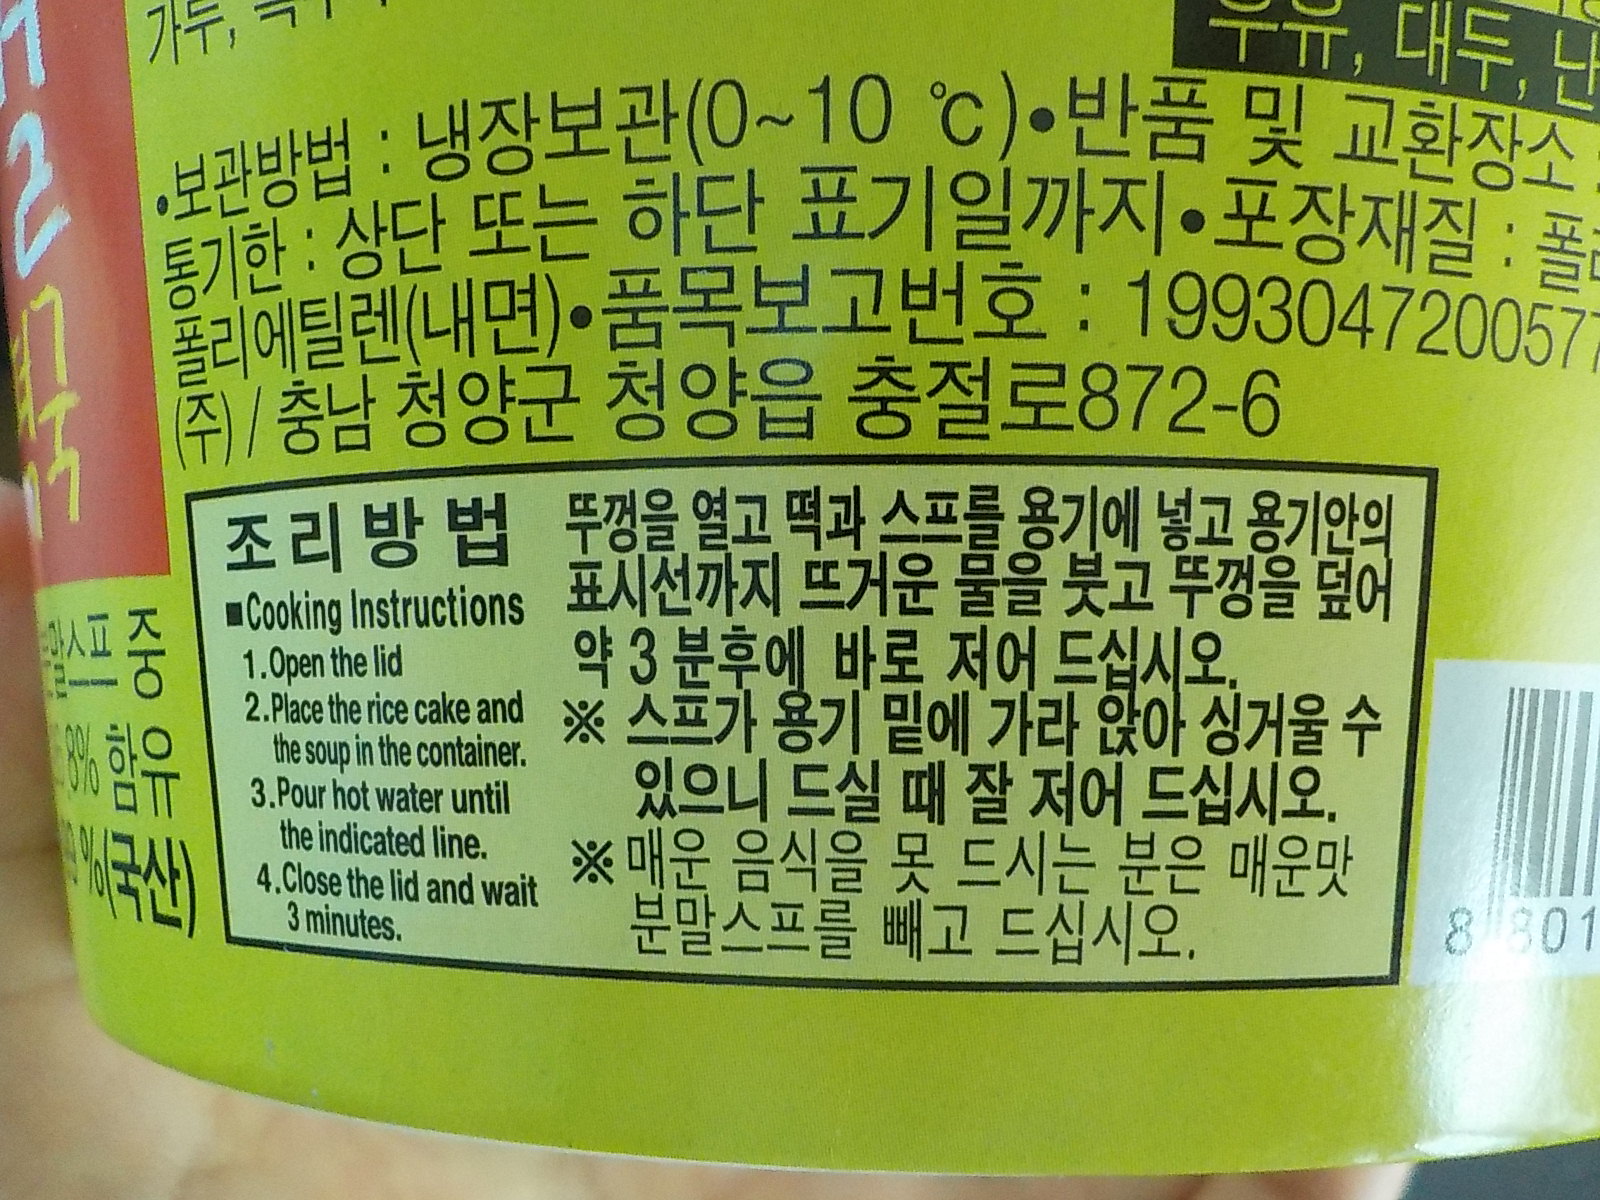 우유, 대두, 난
•보관방법 : 냉장보관(0~10 ℃)•반품 및 교환장소 :
통기한 : 상단 또는 하단 표기일까지•포장재질 : 폴리
폴리에틸렌(내면)•품목보고번호 : 1993047200577
(주) / 충남 청양군 청양읍 충절로872-6
분말스프 중
8% 함유
%(국산)
조리방법
■Cooking Instructions
1.Open the lid
2.Place the rice cake and
the soup in the container.
3.Pour hot water until
the indicated line.
4.Close the lid and wait
3 minutes.
뚜껑을 열고 떡과 스프를 용기에 넣고 용기안의
표시선까지 뜨거운 물을 붓고 뚜껑을 덮어
약 3 분후에 바로 저어 드십시오.
※ 스프가 용기 밑에 가라 앉아 싱거울 수
있으니 드실 때 잘 저어 드십시오.
※ 매운 음식을 못 드시는 분은 매운맛
분말스프를 빼고 드십시오.
8 801